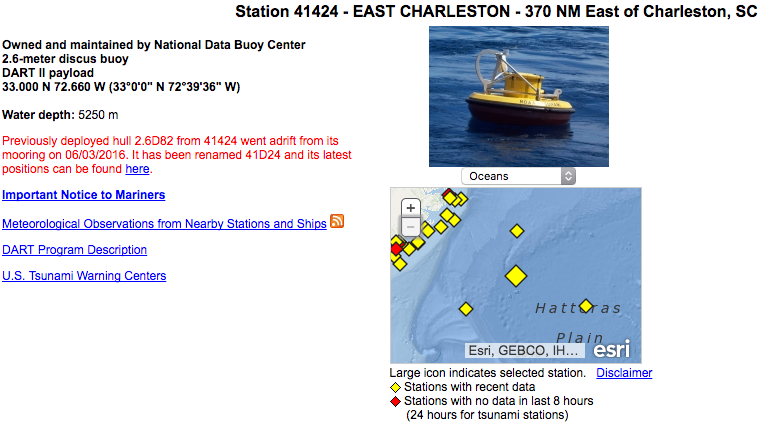 Station 41424 - EAST CHARLESTON - 370 NM East of Charleston, SC
Owned and maintained by National Data Buoy Center
2.6-meter discus buoy
DART II payload
33.000 N 72.660 W (33°0'0" N 72°39'36" W)
Water depth: 5250 m
Previously deployed hull 2.6D82 from 41424 went adrift from its
mooring on 06/03/2016. It has been renamed 41D24 and its latest
positions can be found here.
Important Notice to Mariners
Meteorological Observations from Nearby Stations and Ships
DART Program Description
U.S. Tsunami Warning Centers
Oceans
+
−
Hatteras
Plain
Esri, GEBCO, IH...
esri
Large icon indicates selected station. Disclaimer
Stations with recent data
Stations with no data in last 8 hours
(24 hours for tsunami stations)